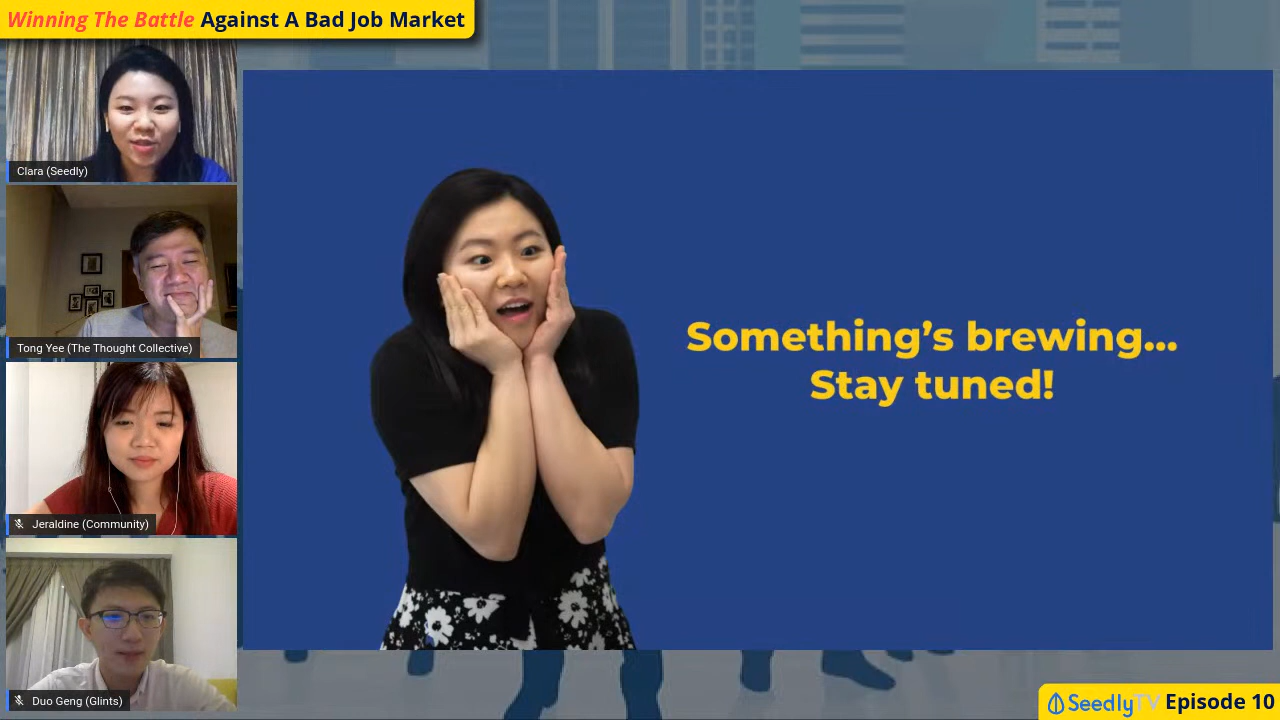 Winning The Battle Against A Bad Job Market
Clara (Seedly)
Tong Yee (The Thought Collective)
Jeraldine (Community)
Duo Geng (Glints)
Something's brewing...
Stay tuned!
SeedlyTV Episode 10